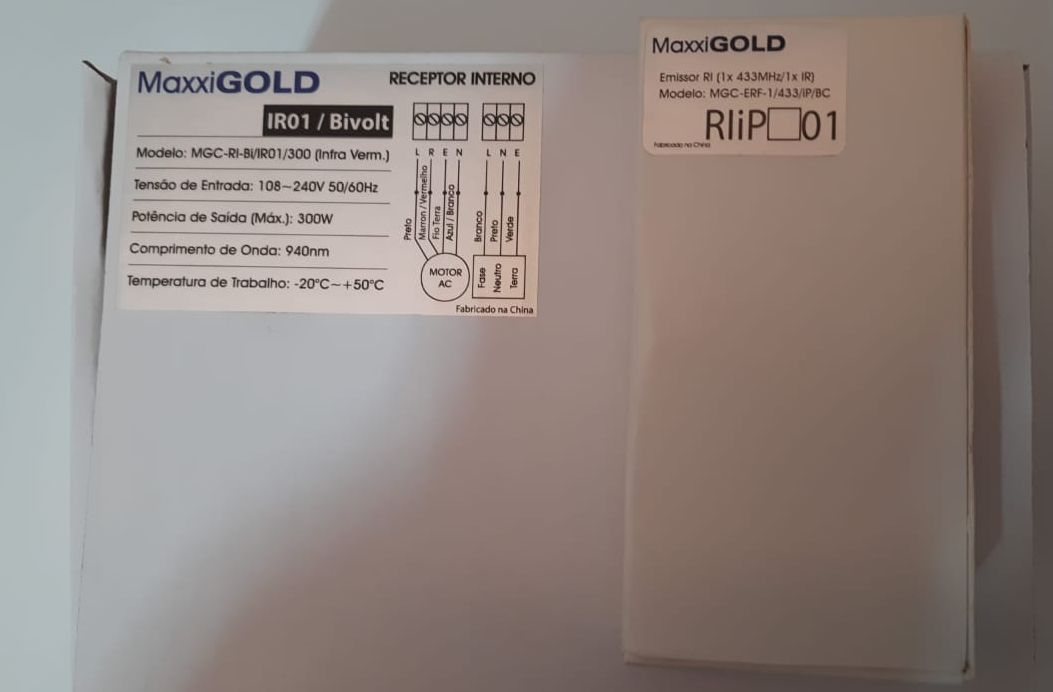 MaxxiGOLD
RECEPTOR INTERNO
IR01 / Bivolt
Modelo: MGC-RI-Bi/IR01/300 (Infra Verm.)
Tensão de Entrada: 108~240V 50/60Hz
Potência de Saída (Máx.): 300W
Comprimento de Onda: 940nm
Temperatura de Trabalho: -20°C~+50°C
L R E N
L N E
Preto
Marron / Vermelho
Fio Terra
Azul / Branco
Branco
Preto
Verde
MOTOR
AC
Fase
Neutro
Terra
Fabricado na China
MaxxiGOLD
Emissor RI (1x 433MHz/1x IR)
Modelo: MGC-ERF-1/433/IP/BC
RIiP□01
Fabricado na China